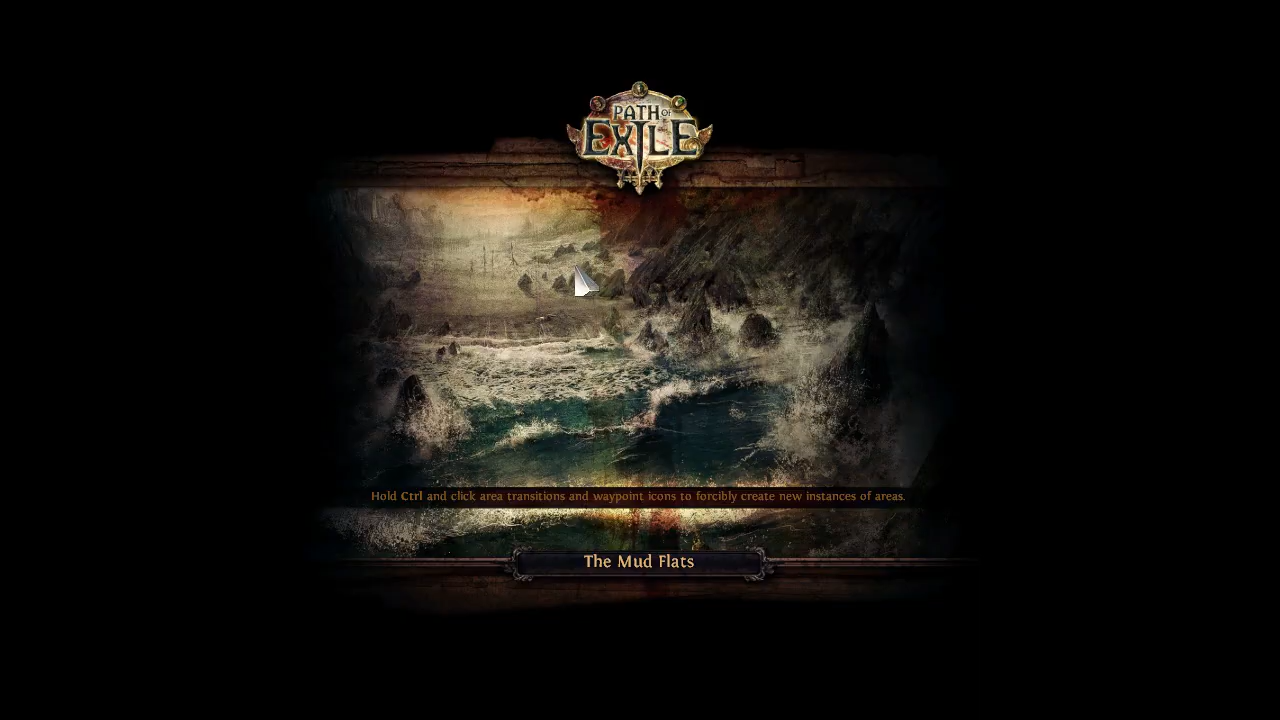 PATH OF
EXILE
Hold Ctrl and click area transitions and waypoint icons to forcibly create new instances of areas.
The Mud Flats